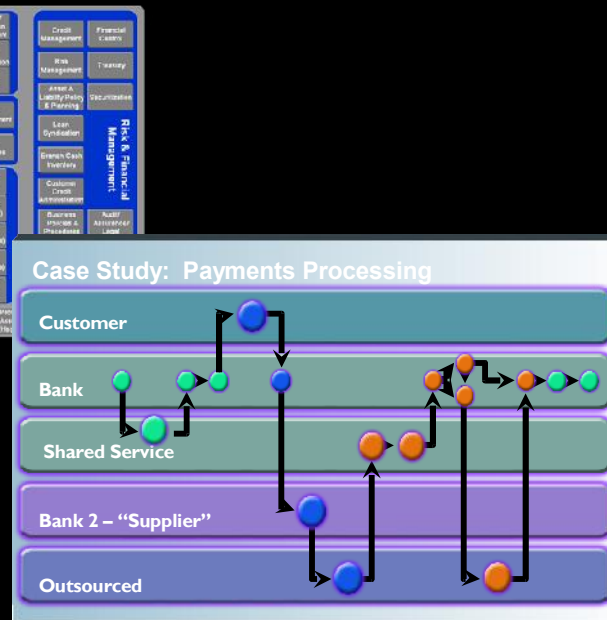 Credit
Management
Financial
Control
Risk
Management
Treasury
Asset &
Liability Policy
& Planning
Securitization
Loan
Syndication
Branch Cash
Inventory
Customer
Credit
Administration
Risk & Financial
Management
Business
Policies &
Procedures
Audit/
Assurance/
Legal
Case Study: Payments Processing
Customer
Bank
Shared Service
Bank 2 – “Supplier”
Outsourced